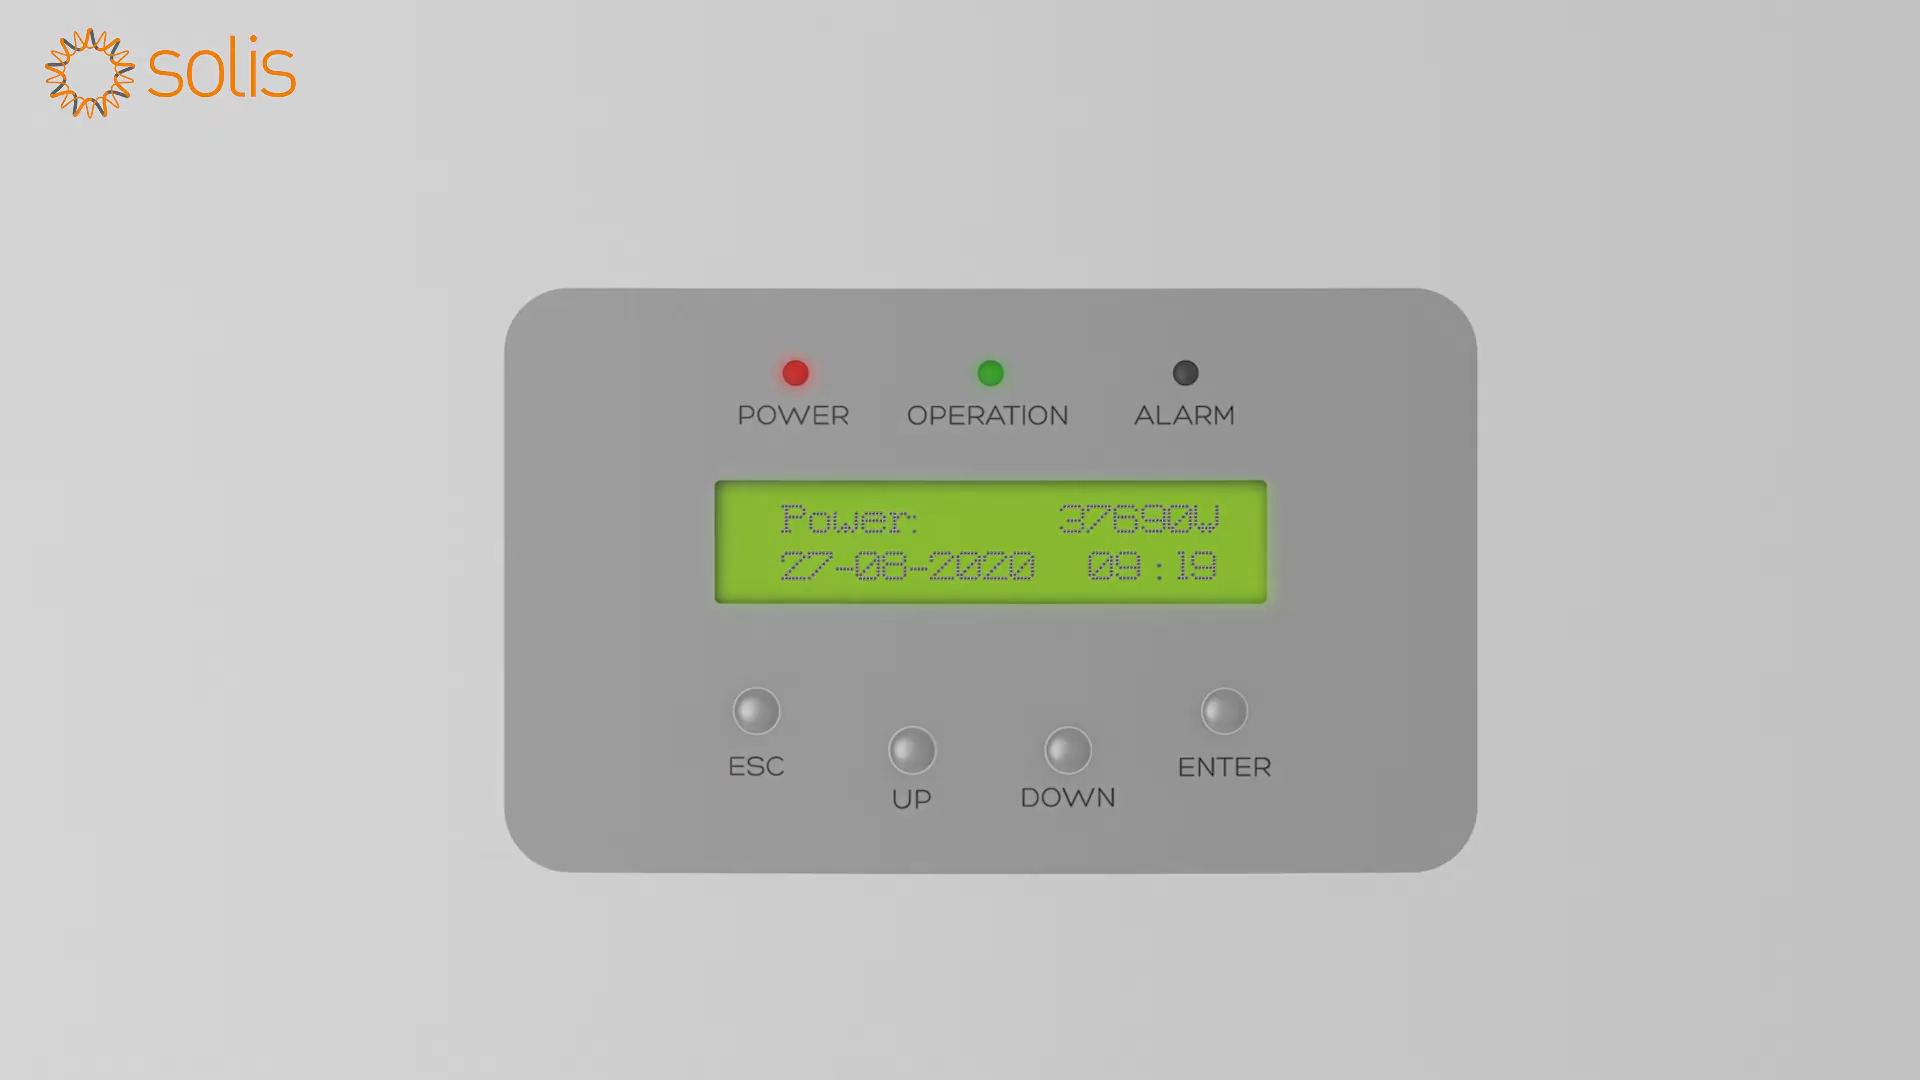 solis
POWER OPERATION ALARM
Power: 37690W
27-08-2020 09:19
ESC UP DOWN ENTER